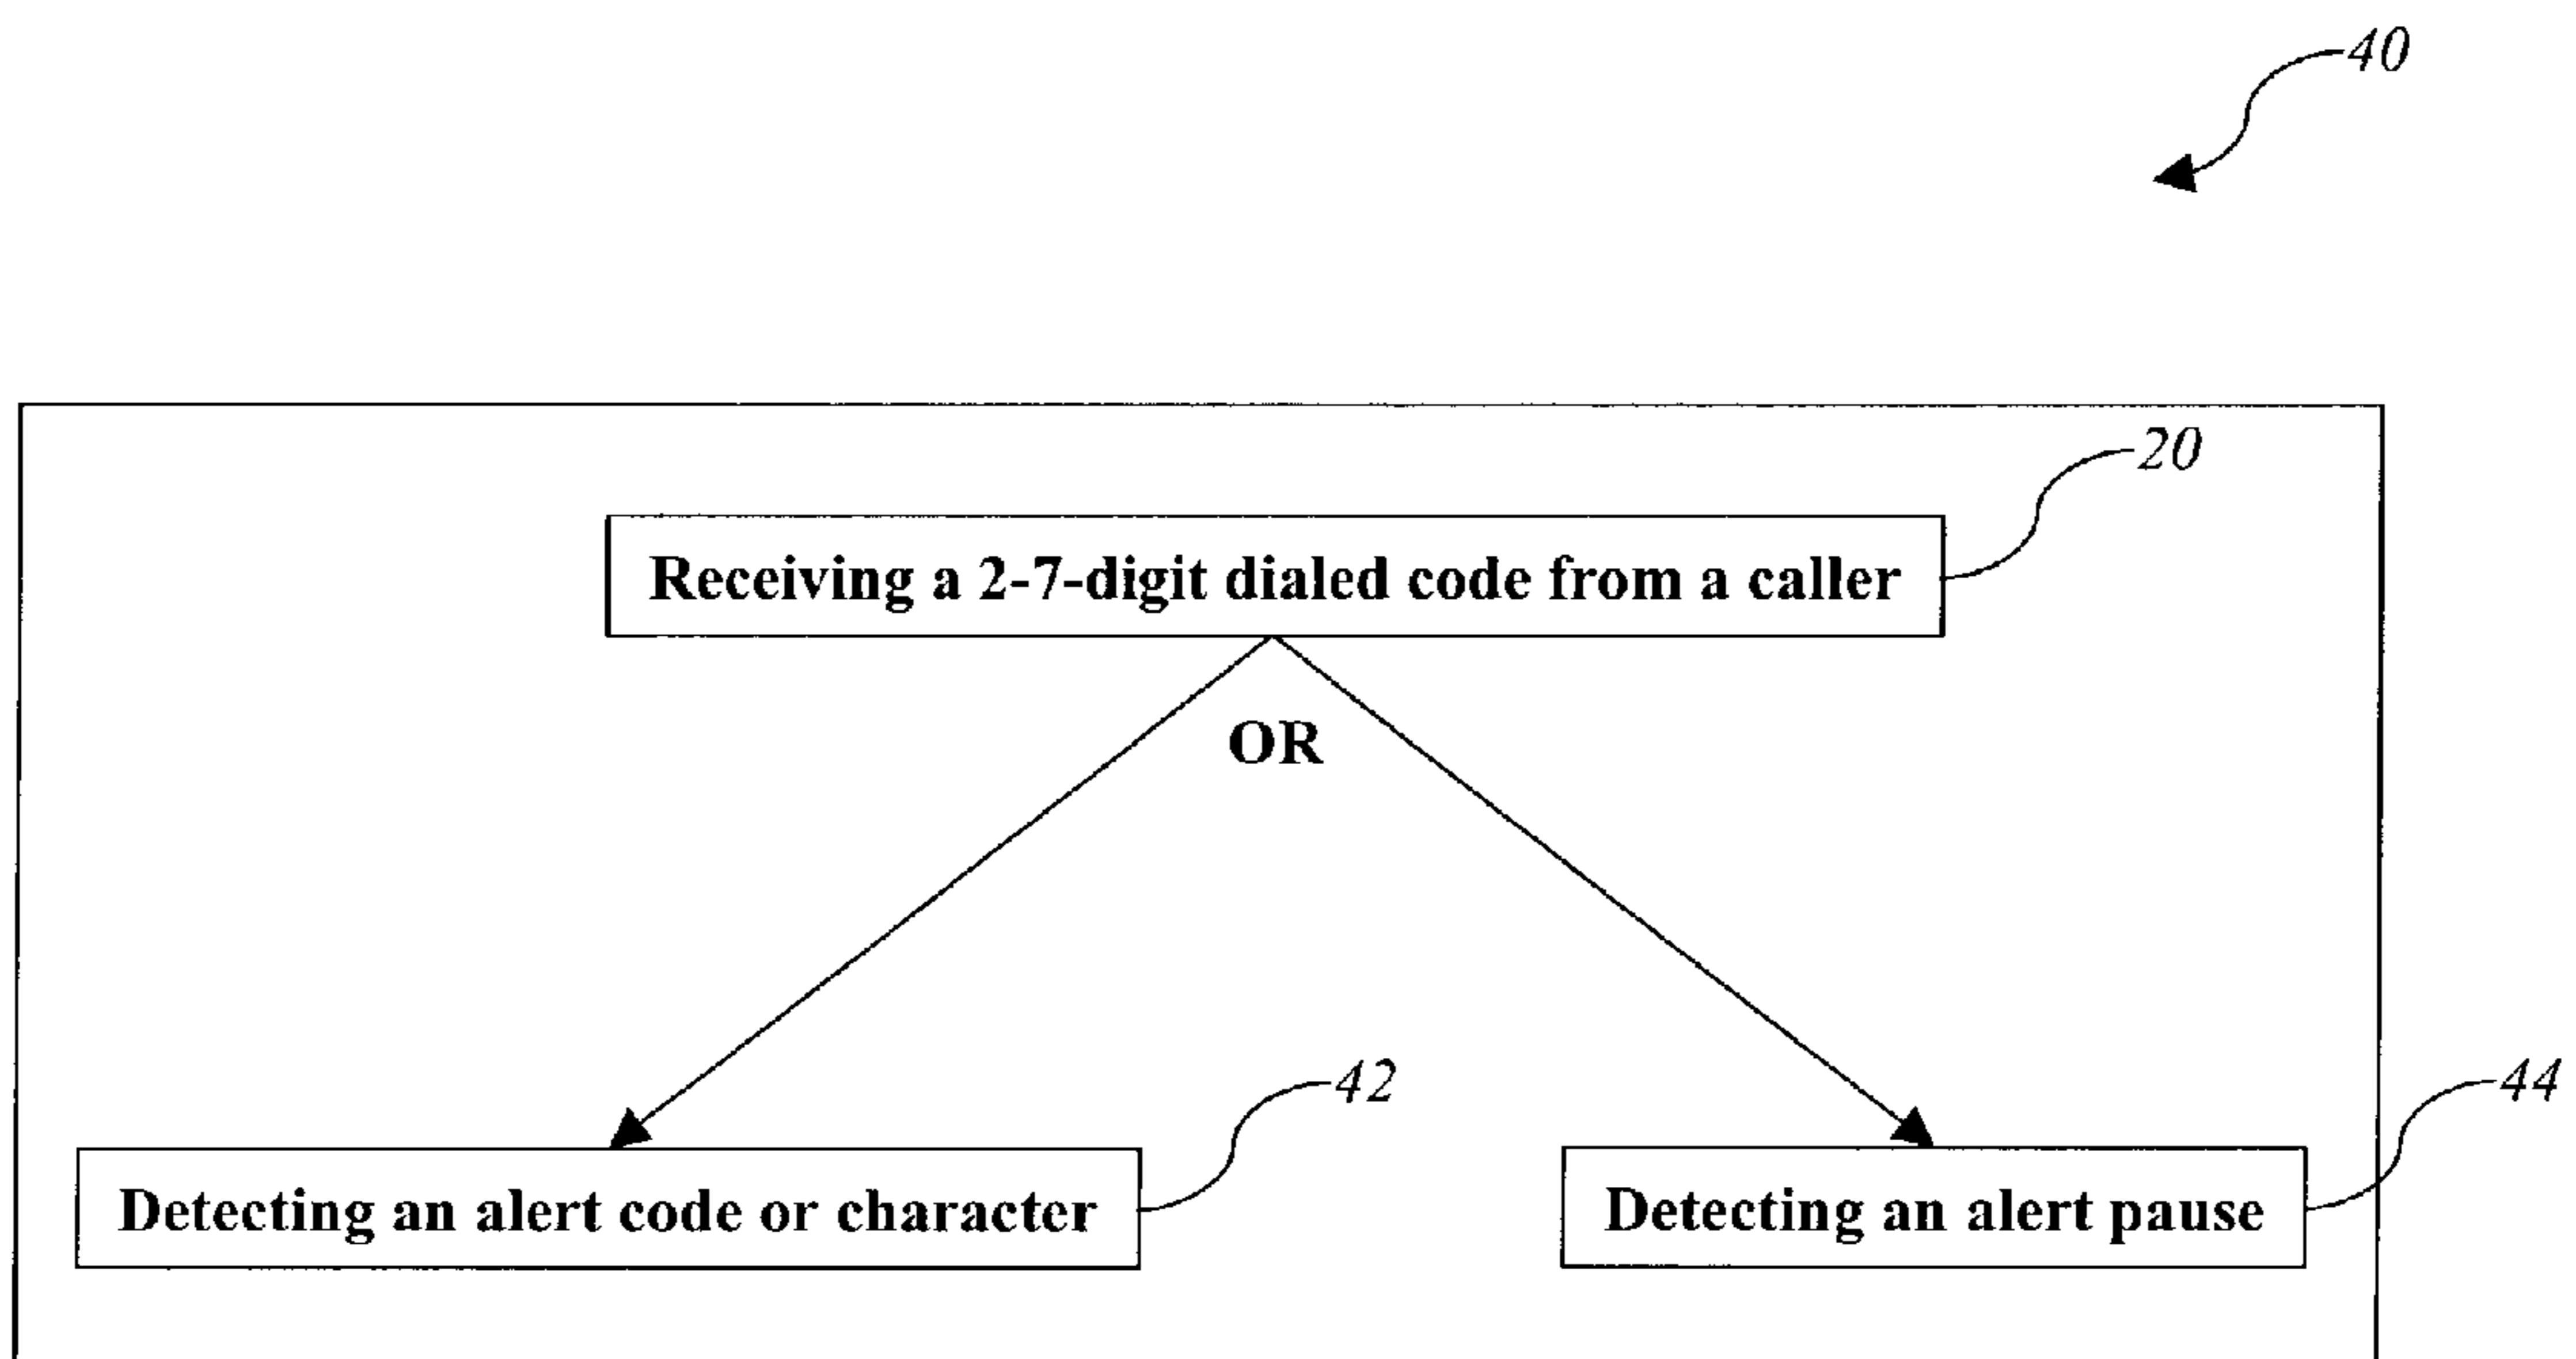 40
20
Receiving a 2-7-digit dialed code from a caller
OR
42
44
Detecting an alert code or character
Detecting an alert pause